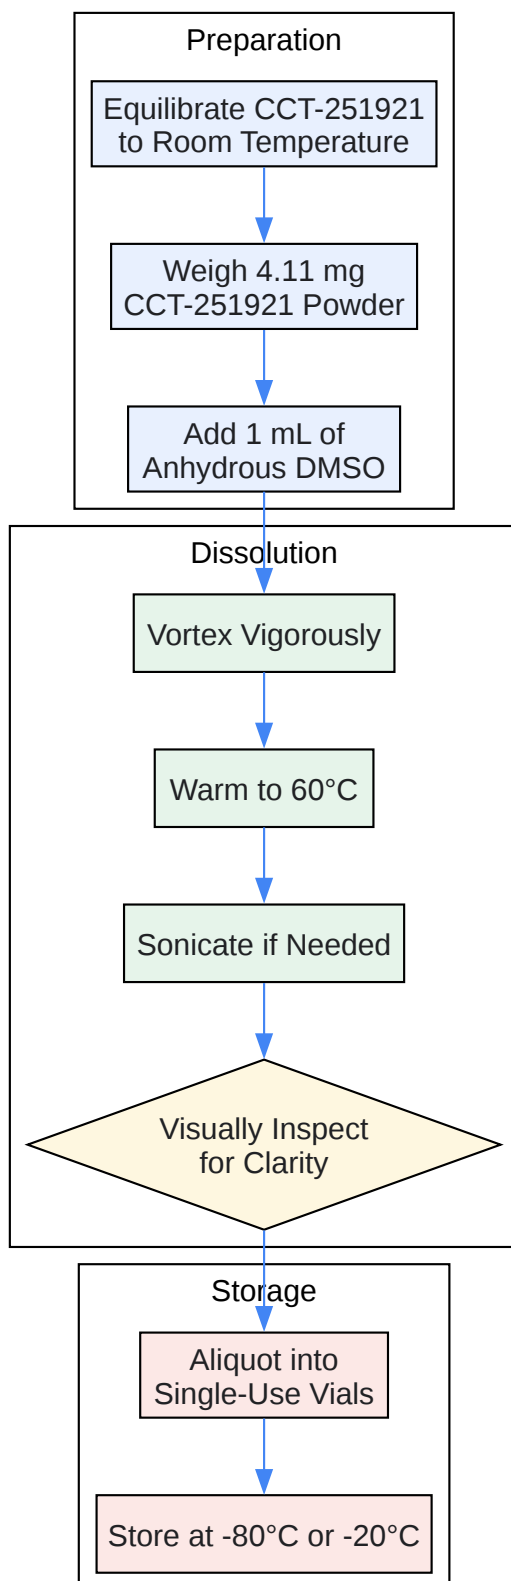 Preparation
Equilibrate CCT-251921
to Room Temperature
Weigh 4.11 mg
CCT-251921 Powder
Add 1 mL of
Anhydrous DMSO
Dissolution
Vortex Vigorously
Warm to 60°C
Sonicate if Needed
Visually Inspect
for Clarity
Storage
Aliquot into
Single-Use Vials
Store at -80°C or -20°C